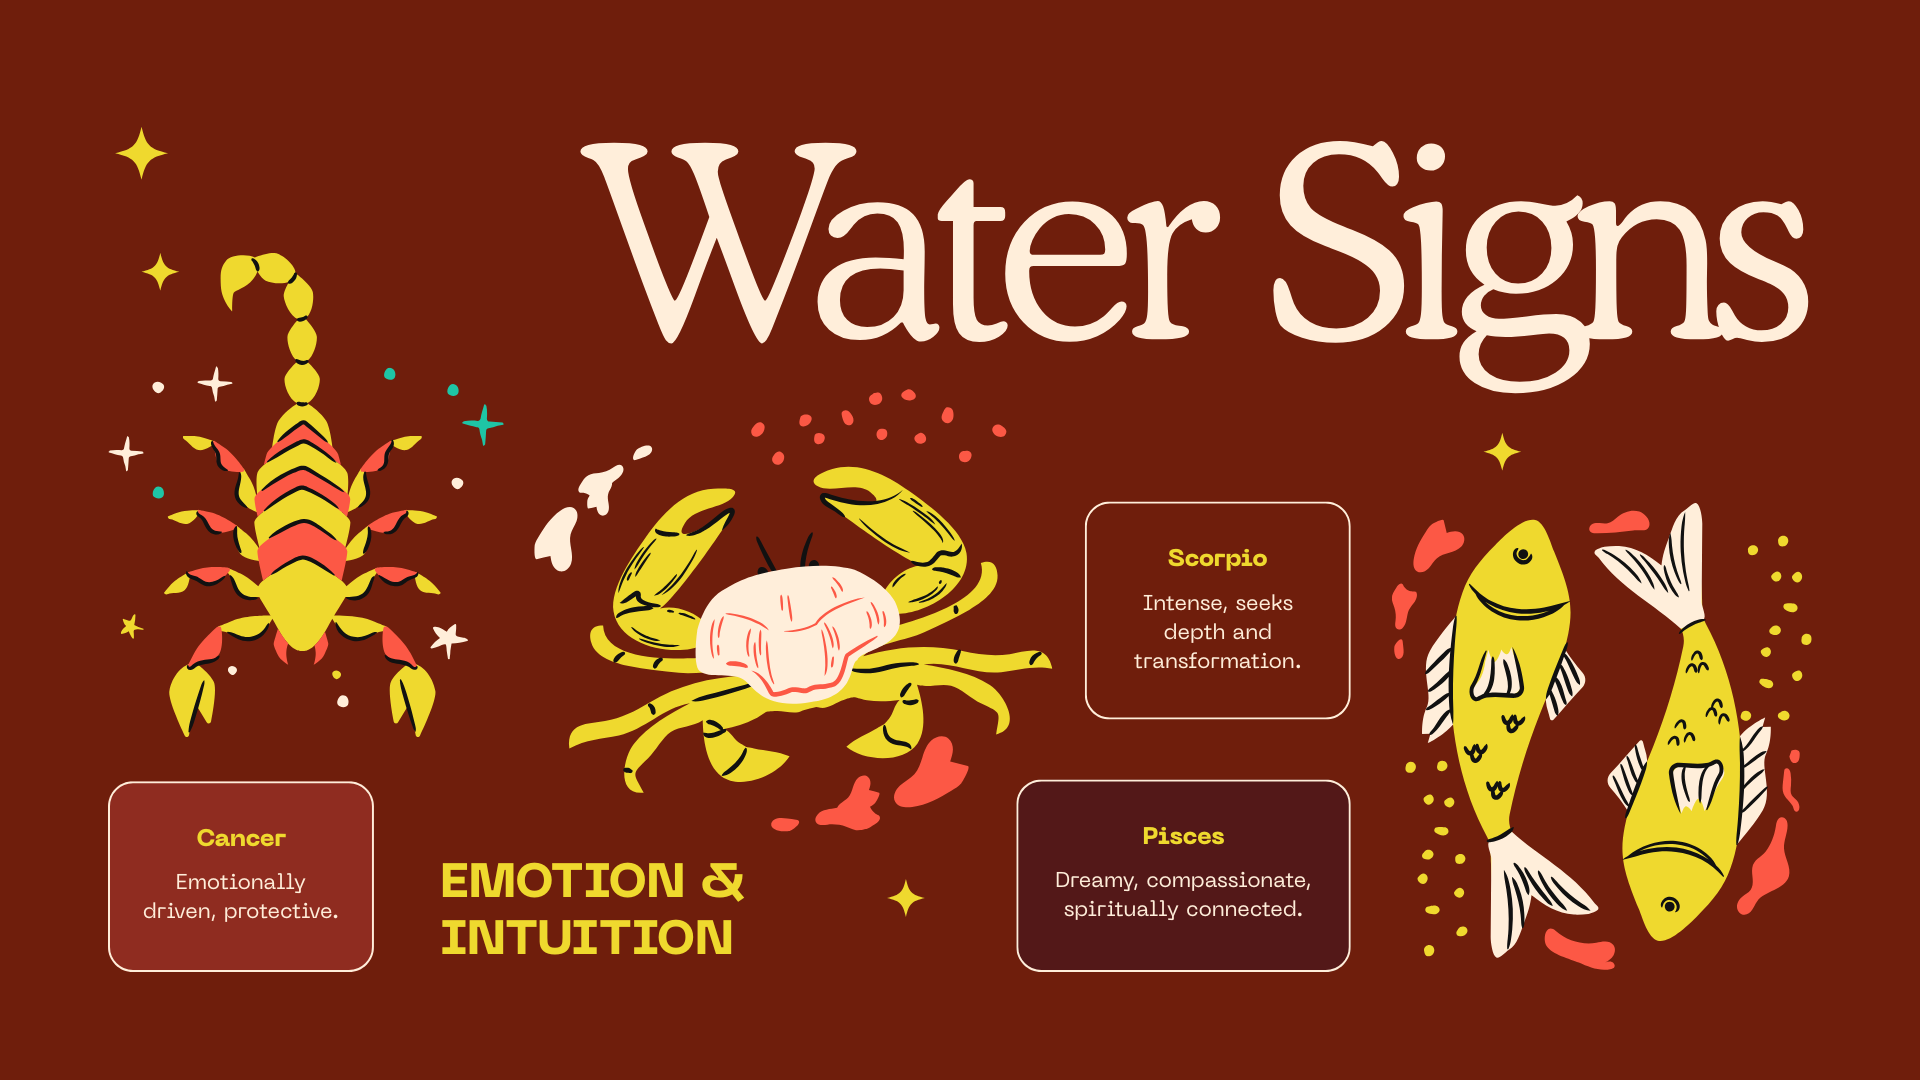 Water Signs
Scorpio
Intense, seeks
depth and
transformation.
Cancer
Emotionally
driven, protective.
EMOTION &
INTUITION
Pisces
Dreamy, compassionate,
spiritually connected.